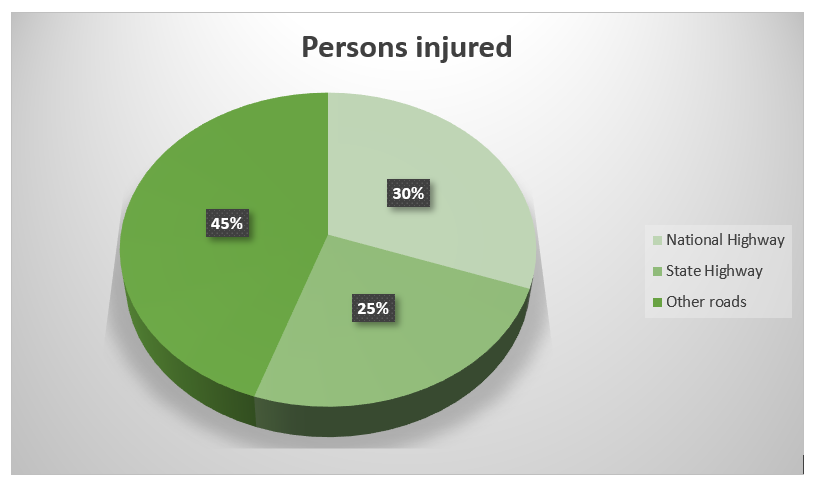 Persons injured
30%
45%
25%
National Highway
State Highway
Other roads